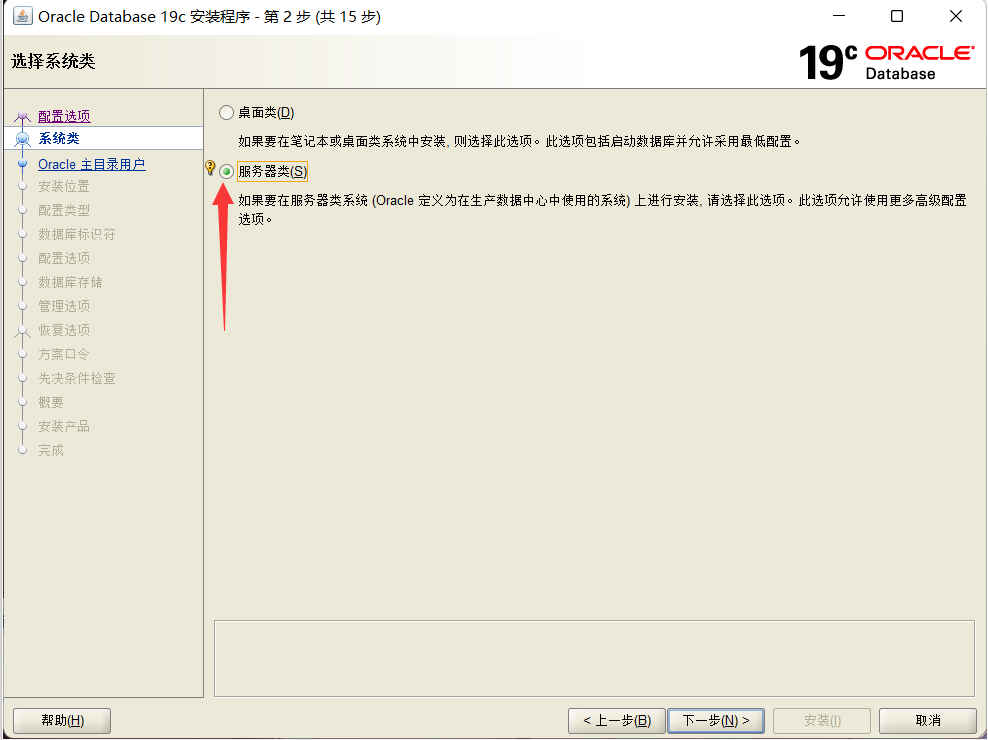 Oracle Database 19c 安装程序 - 第 2 步 (共 15 步)
选择系统类
19c ORACLE
Database
配置选项
系统类
Oracle 主目录用户
安装位置
配置类型
数据库标识符
配置选项
数据库存储
管理选项
恢复选项
方案口令
先决条件检查
概要
安装产品
完成
桌面类(D)
如果要在笔记本或桌面类系统中安装, 则选择此选项。此选项包括启动数据库并允许采用最低配置。
服务器类(S)
如果要在服务器类系统 (Oracle 定义为在生产数据中心中使用的系统) 上进行安装, 请选择此选项。此选项允许使用更多高级配置
选项。
帮助(H)
< 上一步(B)
下一步(N) >
安装(I)
取消